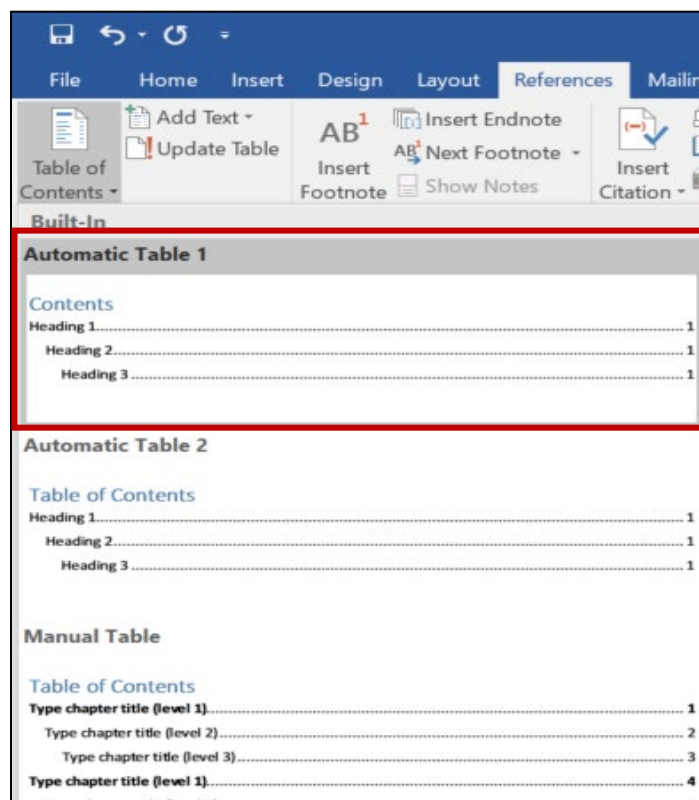 File Home Insert Design Layout References Mailin
Table of Contents
Add Text
Update Table
AB1
Insert Footnote
Insert Endnote
AB1 Next Footnote
Show Notes
Insert Citation
Built-In
Automatic Table 1
Contents
Heading 1 1
Heading 2 1
Heading 3 1
Automatic Table 2
Table of Contents
Heading 1 1
Heading 2 1
Heading 3 1
Manual Table
Table of Contents
Type chapter title (level 1) 1
Type chapter title (level 2) 2
Type chapter title (level 3) 3
Type chapter title (level 1) 4